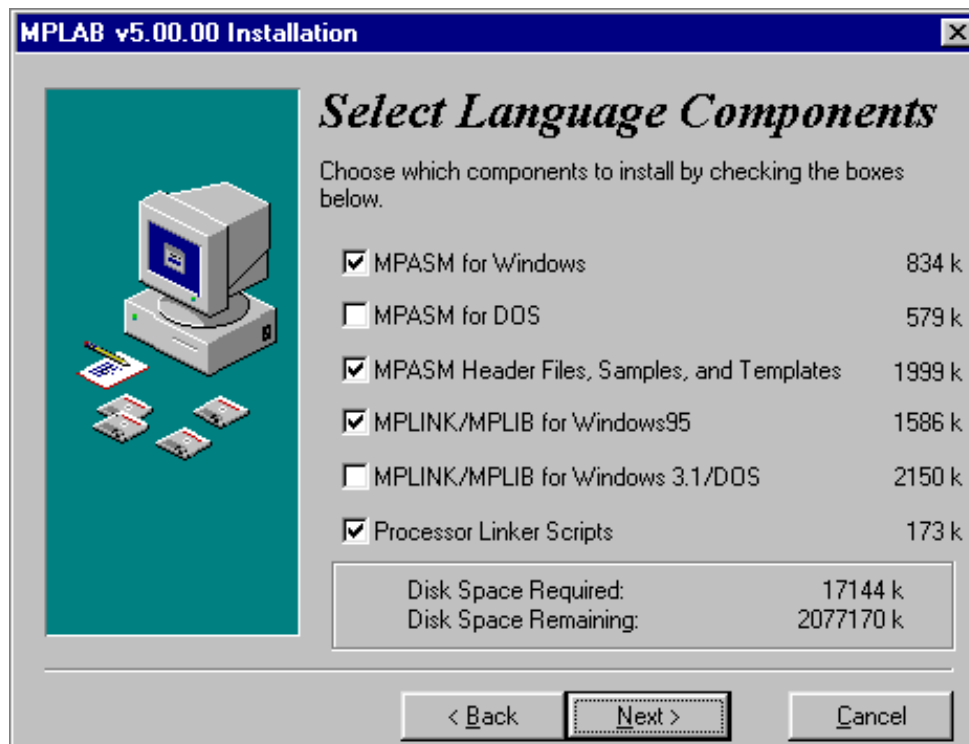 MPLAB v5.00.00 Installation
Select Language Components
Choose which components to install by checking the boxes
below.
MPASM for Windows 834 k
MPASM for DOS 579 k
MPASM Header Files, Samples, and Templates 1999 k
MPLINK/MPLIB for Windows95 1586 k
MPLINK/MPLIB for Windows 3.1/DOS 2150 k
Processor Linker Scripts 173 k
Disk Space Required: 17144 k
Disk Space Remaining: 2077170 k
< Back Next > Cancel